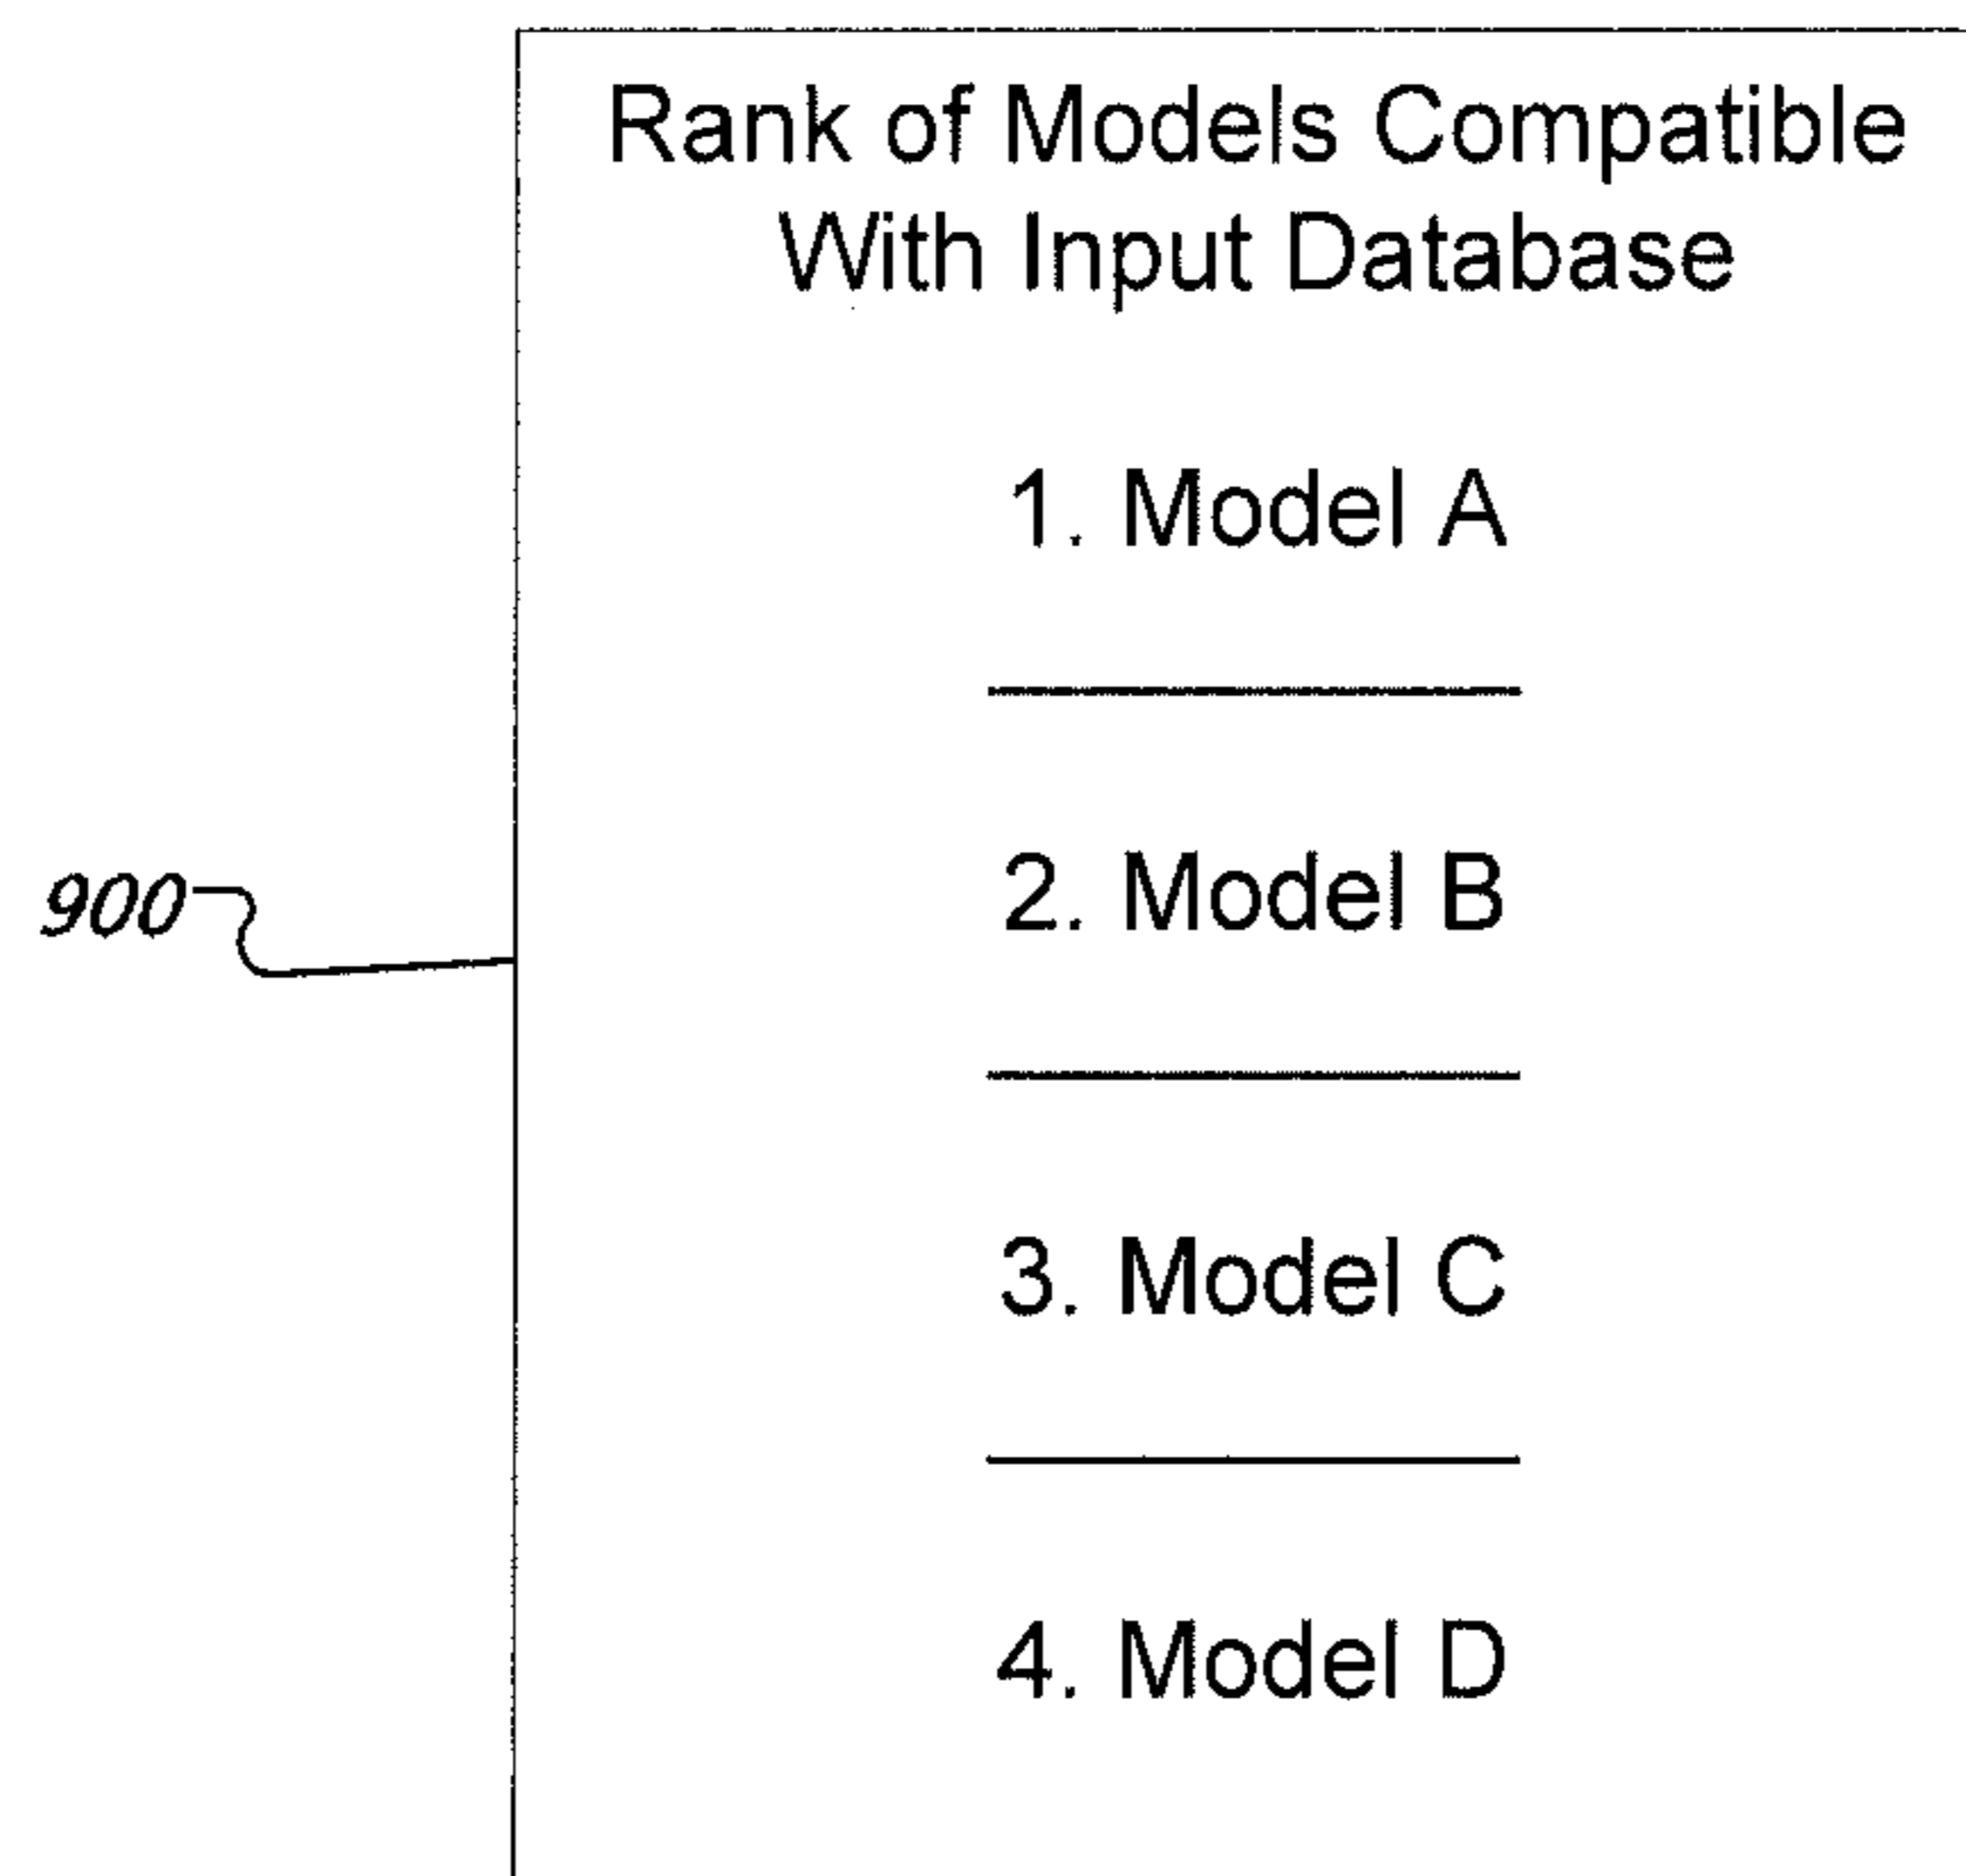 Rank of Models Compatible
With Input Database
1. Model A
2. Model B
900
3. Model C
4. Model D